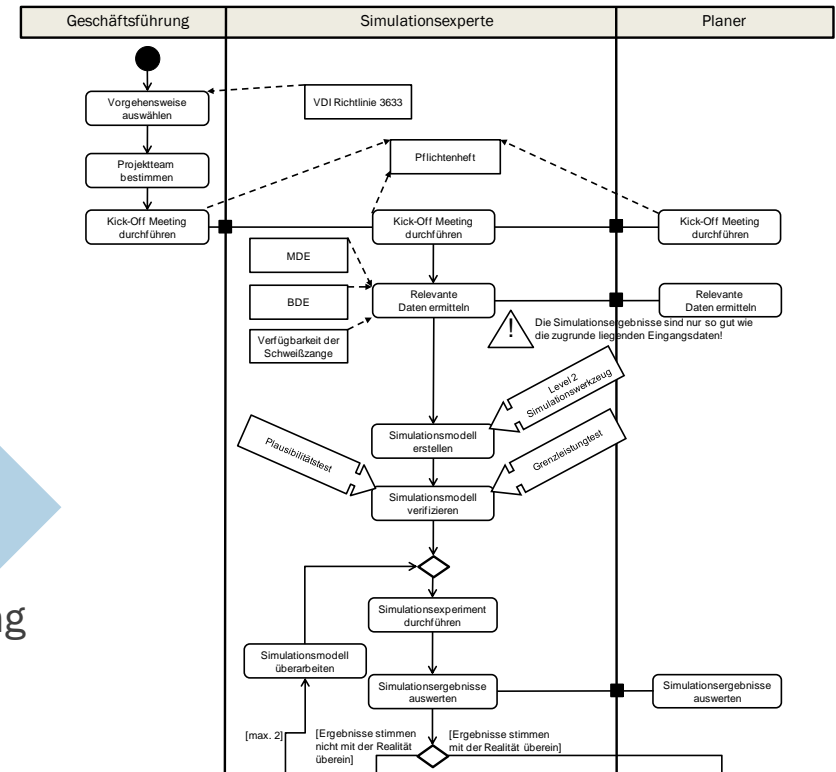 Geschäftsführung
Simulationsexperte
Planer
Vorgehensweise
auswählen
VDI Richtlinie 3633
Projektteam
bestimmen
Pflichtenheft
Kick-Off Meeting
durchführen
Kick-Off Meeting
durchführen
Kick-Off Meeting
durchführen
MDE
BDE
Verfügbarkeit der
Schweißzange
Relevante
Daten ermitteln
Relevante
Daten ermitteln
!
Die Simulationsergebnisse sind nur so gut wie
die zugrunde liegenden Eingangsdaten!
Level 2
Simulationswerkzeug
Simulationsmodell
erstellen
Plausibilitätstest
Grenzleistungtest
Simulationsmodell
verifizieren
Simulationsexperiment
durchführen
Simulationsmodell
überarbeiten
Simulationsergebnisse
auswerten
Simulationsergebnisse
auswerten
[max. 2]
[Ergebnisse stimmen
nicht mit der Realität
überein]
[Ergebnisse stimmen
mit der Realität überein]